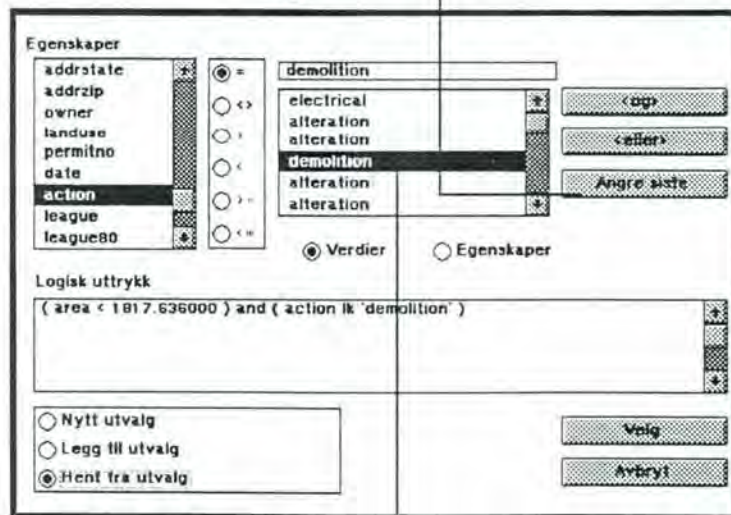 Egenskaper
addrstate
addrzip
owner
landuse
permitno
date
action
league
league80
=
<>
>
<
>=
<=
demolition
electrical
alteration
alteration
demolition
alteration
alteration
<og>
<eller>
Angre siste
Verdier
Egenskaper
Logisk uttrykk
( area < 1817.636000 ) and ( action lk 'demolition' )
Nytt utvalg
Legg til utvalg
Hent fra utvalg
Velg
Avbryt